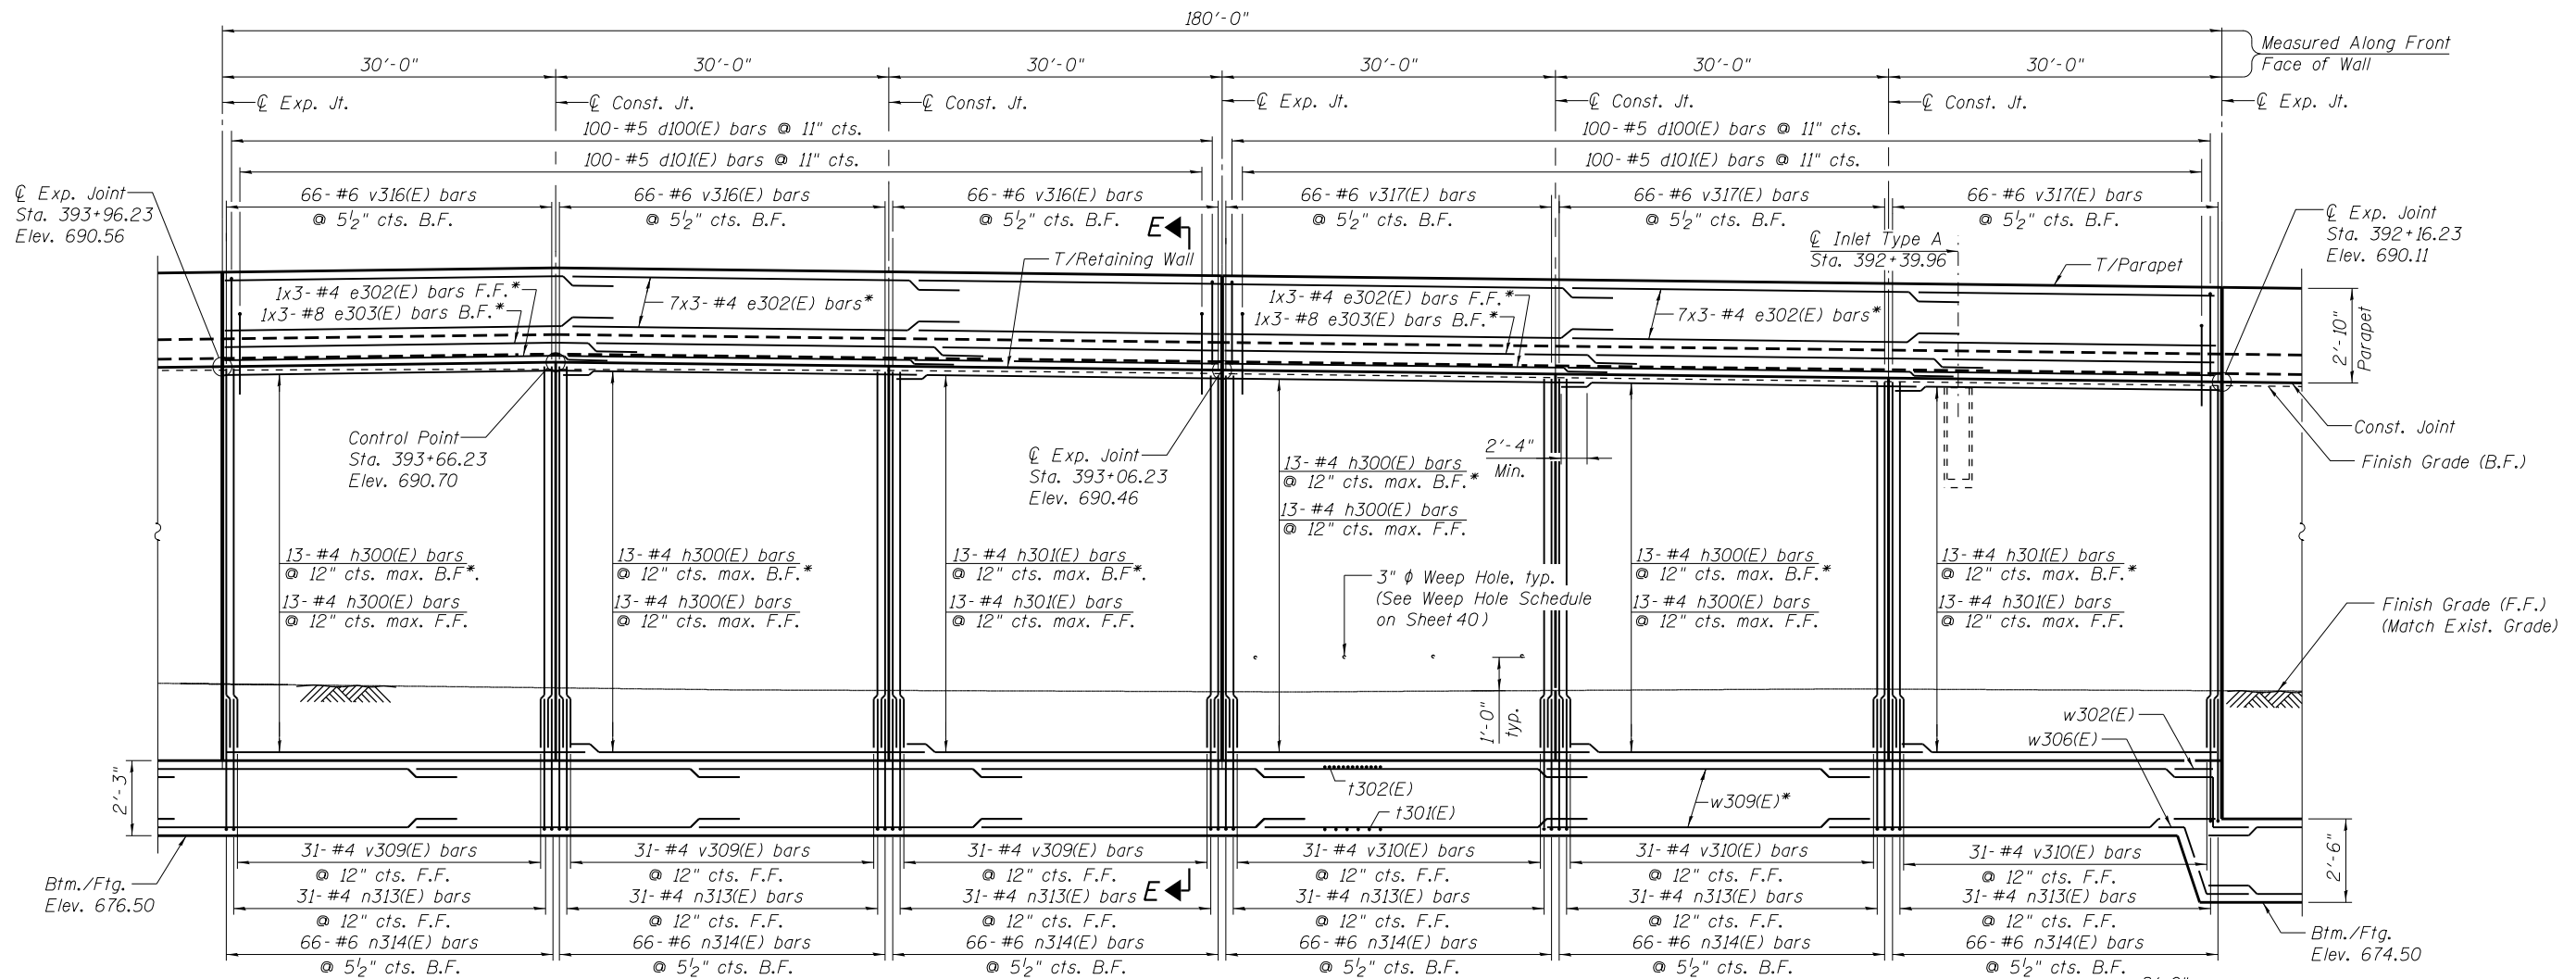 180'-0"
Measured Along Front
Face of Wall
30'-0" 30'-0" 30'-0" 30'-0" 30'-0" 30'-0"
℄ Exp. Jt. ℄ Const. Jt. ℄ Const. Jt. ℄ Exp. Jt. ℄ Const. Jt. ℄ Const. Jt. ℄ Exp. Jt.
100-#5 d100(E) bars @ 11" cts. 100-#5 d100(E) bars @ 11" cts.
100-#5 d101(E) bars @ 11" cts. 100-#5 d101(E) bars @ 11" cts.
℄ Exp. Joint
Sta. 393+96.23
Elev. 690.56
66-#6 v316(E) bars
@ 5½" cts. B.F.
66-#6 v316(E) bars
@ 5½" cts. B.F.
66-#6 v316(E) bars
@ 5½" cts. B.F.
E
66-#6 v317(E) bars
@ 5½" cts. B.F.
66-#6 v317(E) bars
@ 5½" cts. B.F.
66-#6 v317(E) bars
@ 5½" cts. B.F.
℄ Exp. Joint
Sta. 392+16.23
Elev. 690.11
℄ Inlet Type A
Sta. 392+39.96
T/Retaining Wall
T/Parapet
1x3-#4 e302(E) bars F.F.*
1x3-#8 e303(E) bars B.F.*
7x3-#4 e302(E) bars*
1x3-#4 e302(E) bars F.F.*
1x3-#8 e303(E) bars B.F.*
7x3-#4 e302(E) bars*
2'-10"
Parapet
Const. Joint
Finish Grade (B.F.)
Control Point
Sta. 393+66.23
Elev. 690.70
℄ Exp. Joint
Sta. 393+06.23
Elev. 690.46
13-#4 h300(E) bars
@ 12" cts. max. B.F.*
13-#4 h300(E) bars
@ 12" cts. max. F.F.
2'-4"
Min.
13-#4 h300(E) bars
@ 12" cts. max. B.F*.
13-#4 h300(E) bars
@ 12" cts. max. F.F.
13-#4 h300(E) bars
@ 12" cts. max. B.F.*
13-#4 h300(E) bars
@ 12" cts. max. F.F.
13-#4 h301(E) bars
@ 12" cts. max. B.F*.
13-#4 h301(E) bars
@ 12" cts. max. F.F.
3" ϕ Weep Hole, typ.
(See Weep Hole Schedule
on Sheet 40)
13-#4 h300(E) bars
@ 12" cts. max. B.F.*
13-#4 h300(E) bars
@ 12" cts. max. F.F.
13-#4 h301(E) bars
@ 12" cts. max. B.F.*
13-#4 h301(E) bars
@ 12" cts. max. F.F.
Finish Grade (F.F.)
(Match Exist. Grade)
1'-0"
typ.
w302(E)
w306(E)
2'-3"
t302(E)
t301(E)
w309(E)*
2'-6"
31-#4 v309(E) bars
@ 12" cts. F.F.
31-#4 n313(E) bars
@ 12" cts. F.F.
66-#6 n314(E) bars
@ 5½" cts. B.F.
31-#4 v309(E) bars
@ 12" cts. F.F.
31-#4 n313(E) bars
@ 12" cts. F.F.
66-#6 n314(E) bars
@ 5½" cts. B.F.
31-#4 v309(E) bars
@ 12" cts. F.F.
31-#4 n313(E) bars
@ 12" cts. F.F.
66-#6 n314(E) bars
@ 5½" cts. B.F.
E
31-#4 v310(E) bars
@ 12" cts. F.F.
31-#4 n313(E) bars
@ 12" cts. F.F.
66-#6 n314(E) bars
@ 5½" cts. B.F.
31-#4 v310(E) bars
@ 12" cts. F.F.
31-#4 n313(E) bars
@ 12" cts. F.F.
66-#6 n314(E) bars
@ 5½" cts. B.F.
31-#4 v310(E) bars
@ 12" cts. F.F.
31-#4 n313(E) bars
@ 12" cts. F.F.
66-#6 n314(E) bars
@ 5½" cts. B.F.
Btm./Ftg.
Elev. 676.50
Btm./Ftg.
Elev. 674.50